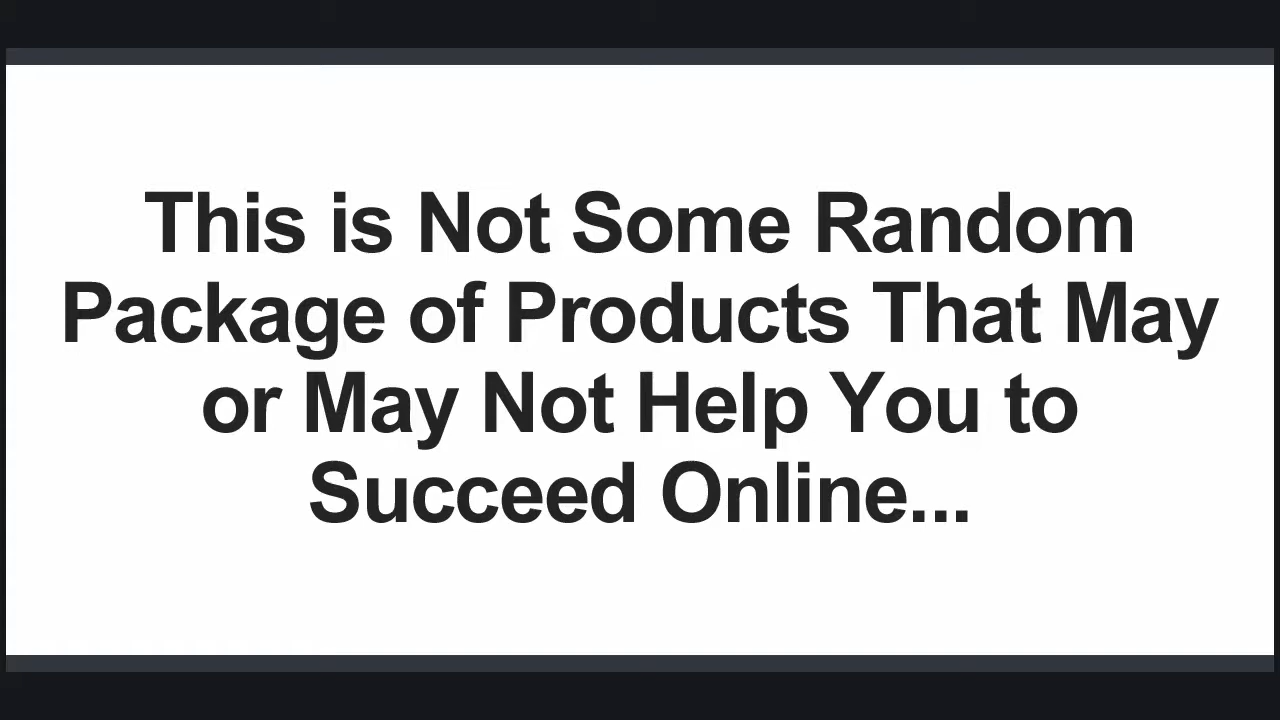 This is Not Some Random
Package of Products That May
or May Not Help You to
Succeed Online...